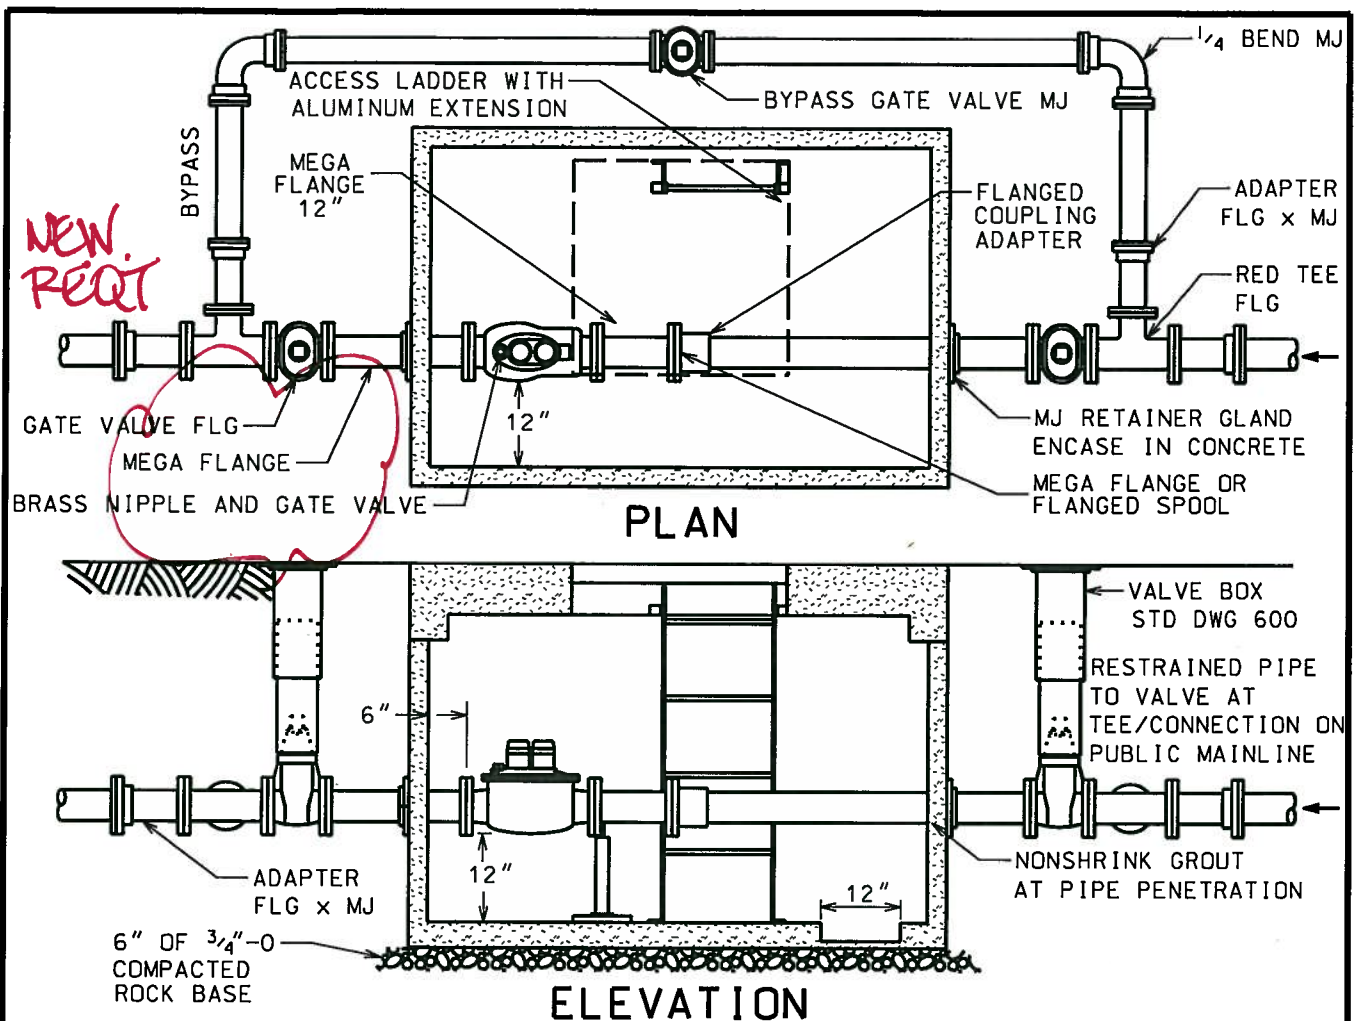 1/4 BEND MJ
ACCESS LADDER WITH
ALUMINUM EXTENSION
BYPASS GATE VALVE MJ
BYPASS
MEGA
FLANGE
12"
FLANGED
COUPLING
ADAPTER
ADAPTER
FLG x MJ
NEW.
REQT
RED TEE
FLG
GATE VALVE FLG
MEGA FLANGE
BRASS NIPPLE AND GATE VALVE
12"
MJ RETAINER GLAND
ENCASE IN CONCRETE
MEGA FLANGE OR
FLANGED SPOOL
PLAN
VALVE BOX
STD DWG 600
RESTRAINED PIPE
TO VALVE AT
TEE/CONNECTION ON
PUBLIC MAINLINE
6"
12"
12"
ADAPTER
FLG x MJ
NONSHRINK GROUT
AT PIPE PENETRATION
6" OF 3/4"-0
COMPACTED
ROCK BASE
ELEVATION